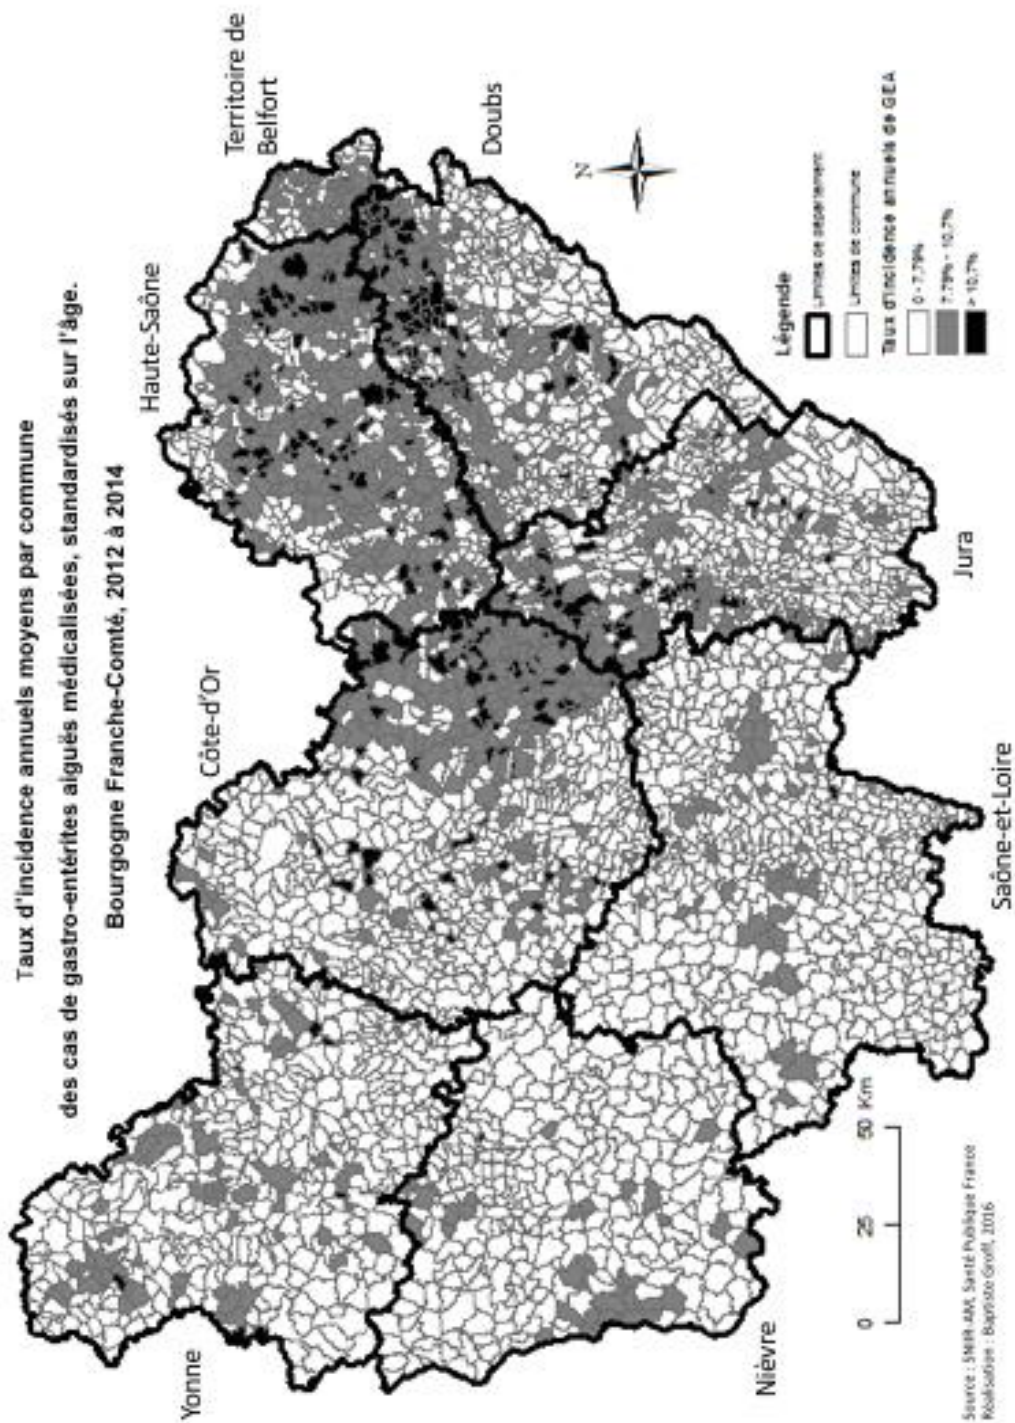 Taux d'incidence annuels moyens par commune
des cas de gastro-entérites aiguës médicalisées, standardisés sur l'âge.
Bourgogne Franche-Comté, 2012 à 2014
Yonne
Côte-d'Or
Haute-Saône
Territoire de
Belfort
Doubs
Jura
Saône-et-Loire
Nièvre
N
Légende
Limites de département
Limites de commune
Taux d'incidence annuels de GEA
0 - 7,79%
7,79% - 10,7%
> 10,7%
0 25 50 Km
Source : SNIIR-AM, Santé Publique France
Réalisation : Baptiste Groff, 2016